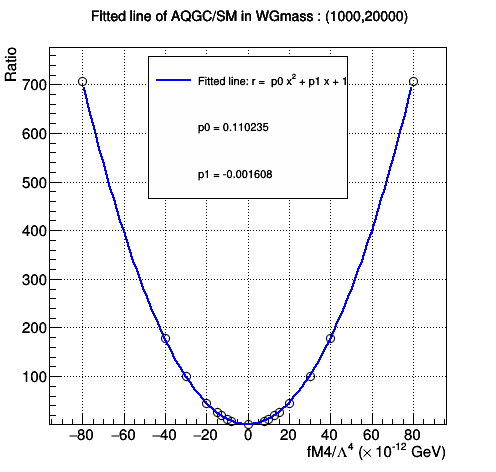 FItted line of AQGC/SM in WGmass : (1000,20000)
Ratio
Fitted line: r = p0 x² + p1 x + 1
p0 = 0.110235
p1 = -0.001608
700
600
500
400
300
200
100
−80 −60 −40 −20 0 20 40 60 80
fM4/Λ⁴ (× 10⁻¹² GeV)